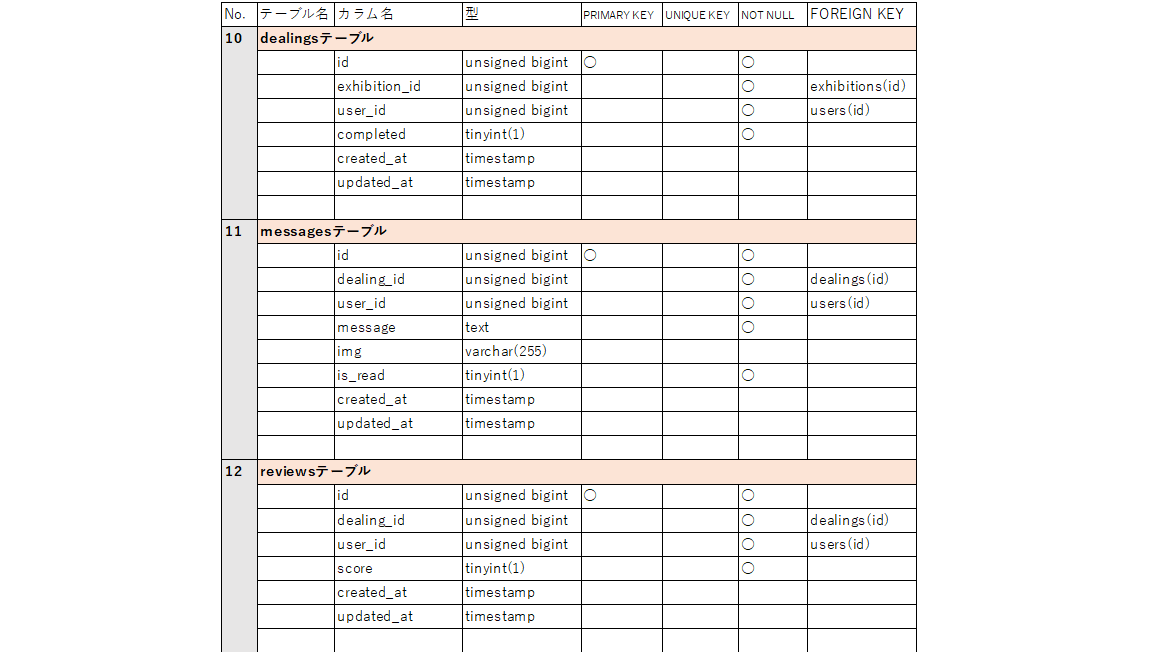 No. テーブル名 カラム名 型 PRIMARY KEY UNIQUE KEY NOT NULL FOREIGN KEY
10 dealingsテーブル
id unsigned bigint ○ ○
exhibition_id unsigned bigint ○ exhibitions(id)
user_id unsigned bigint ○ users(id)
completed tinyint(1) ○
created_at timestamp
updated_at timestamp
11 messagesテーブル
id unsigned bigint ○ ○
dealing_id unsigned bigint ○ dealings(id)
user_id unsigned bigint ○ users(id)
message text ○
img varchar(255)
is_read tinyint(1) ○
created_at timestamp
updated_at timestamp
12 reviewsテーブル
id unsigned bigint ○ ○
dealing_id unsigned bigint ○ dealings(id)
user_id unsigned bigint ○ users(id)
score tinyint(1) ○
created_at timestamp
updated_at timestamp